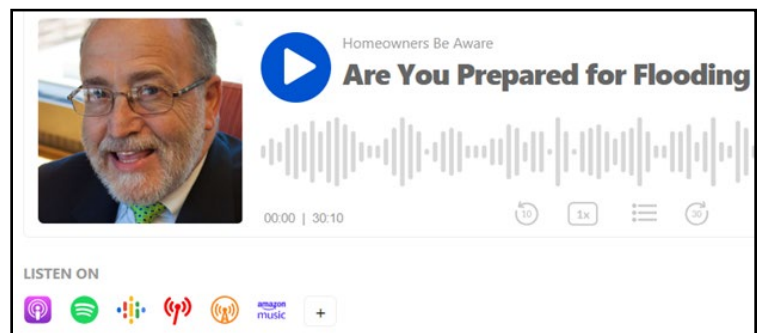 Homeowners Be Aware
Are You Prepared for Flooding
00:00 | 30:10
10
1x
30
LISTEN ON
amazon
music
+